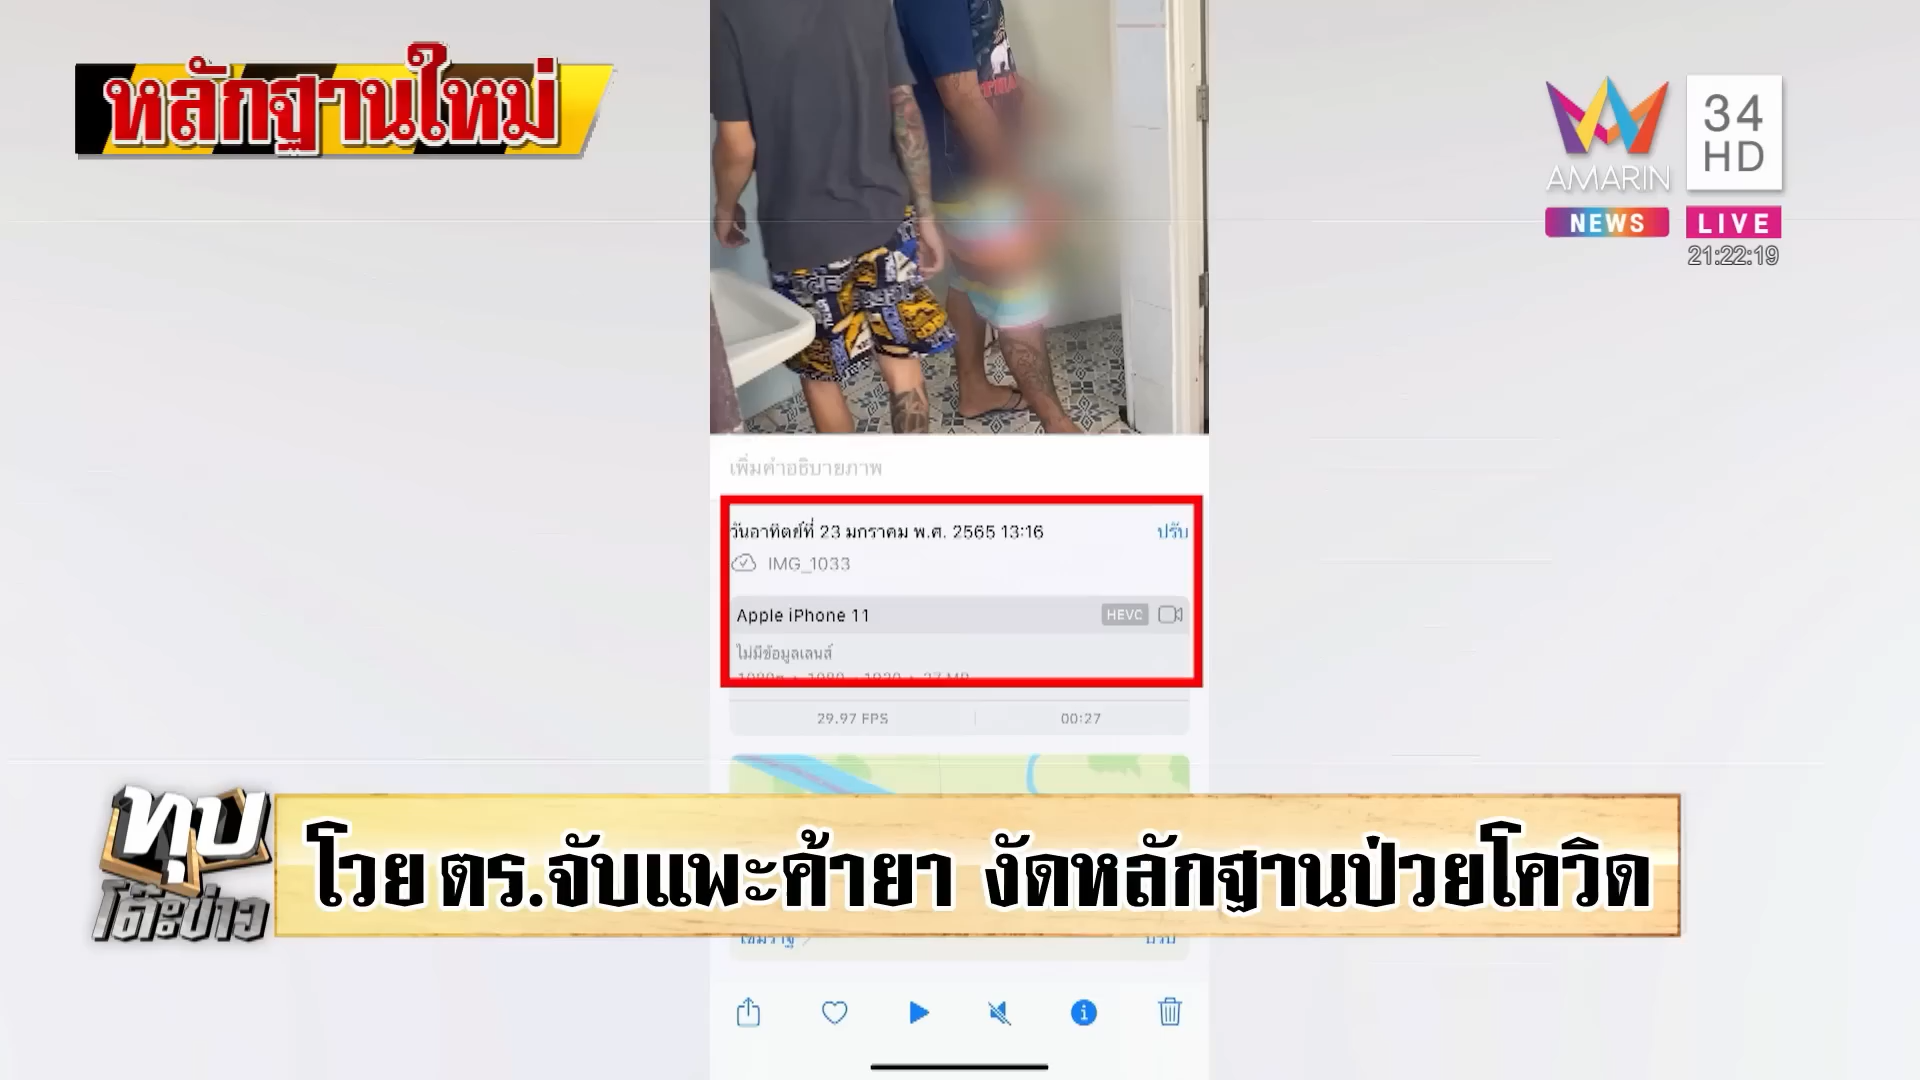 หลักฐานใหม่
AMARIN
34
HD
NEWS
LIVE
21:22:19
เพิ่มคำอธิบายภาพ
วันอาทิตย์ที่ 23 มกราคม พ.ศ. 2565 13:16
ปรับ
IMG_1033
Apple iPhone 11
HEVC
ไม่มีข้อมูลเลนส์
29.97 FPS
00:27
ทุบ
โต๊ะข่าว
โวย ตร.จับแพะค้ายา งัดหลักฐานป่วยโควิด